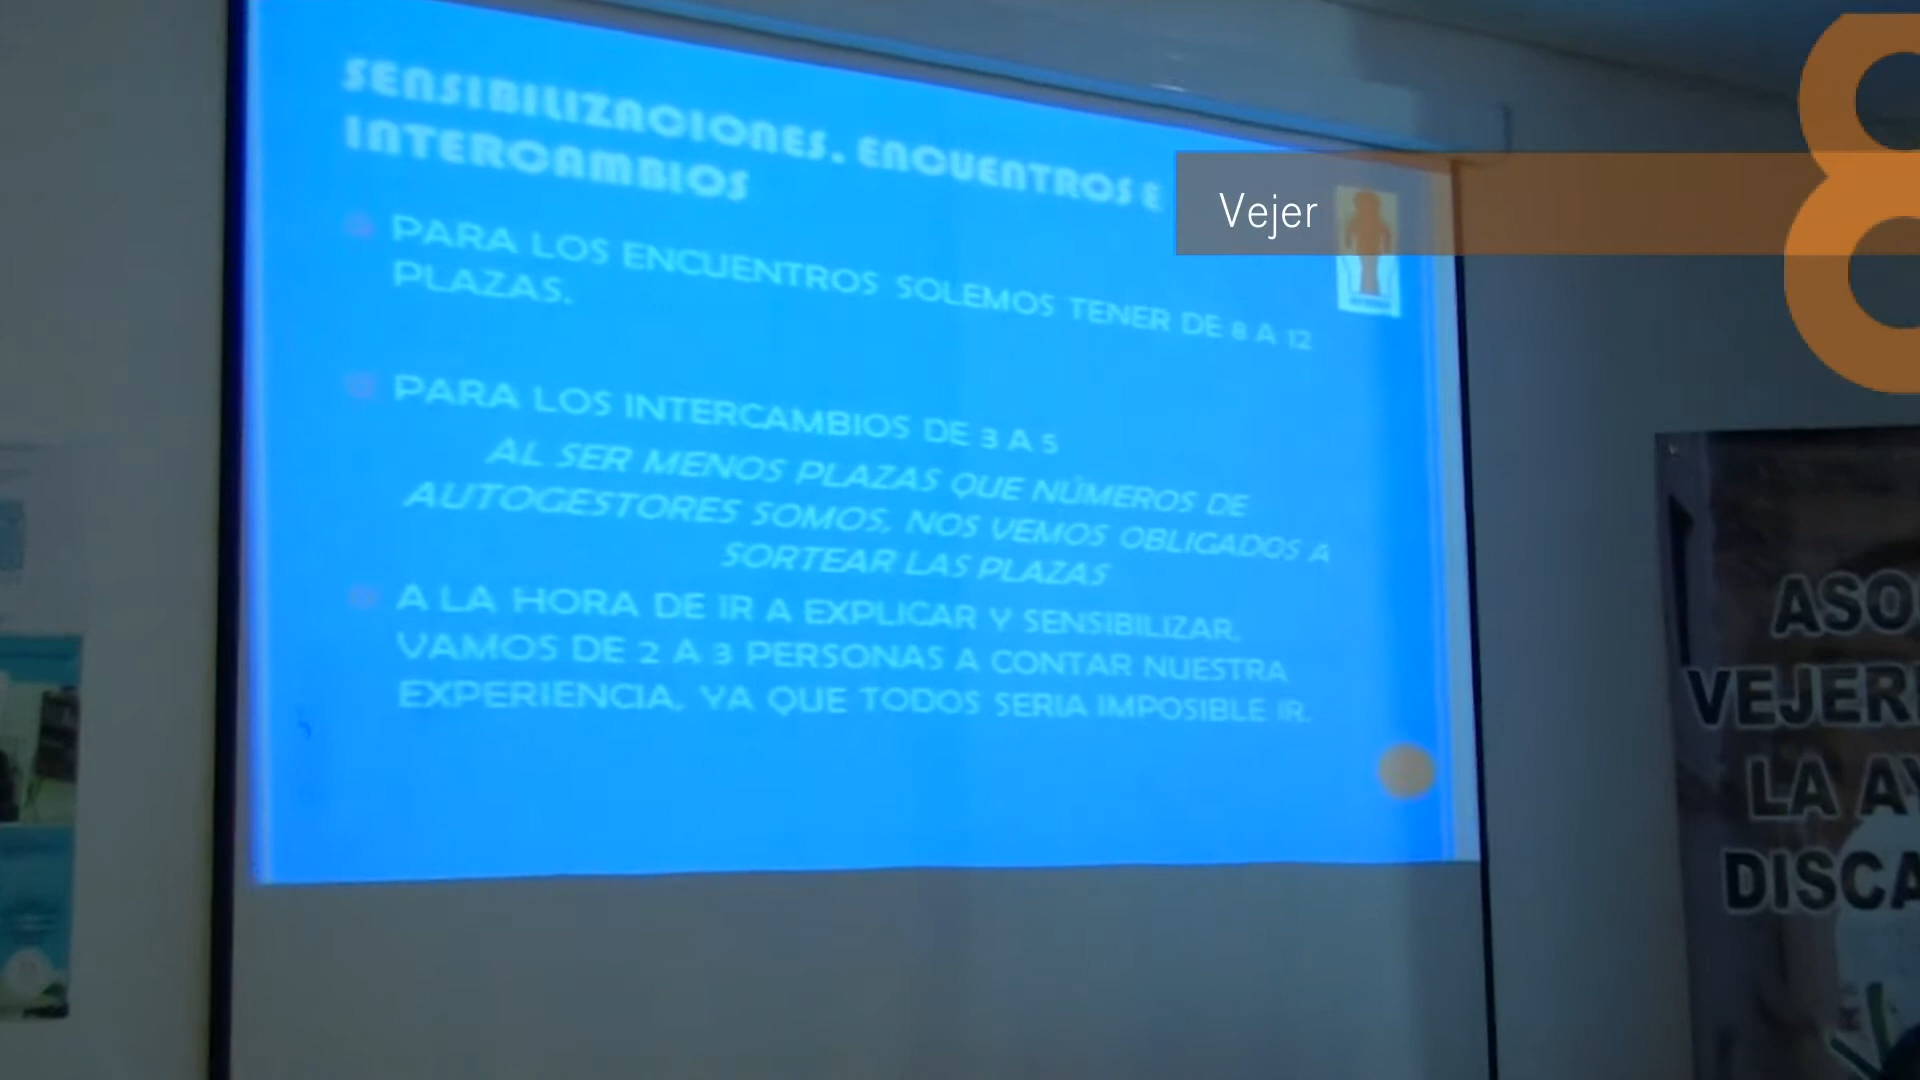 SENSIBILIZACIONES. ENCUENTROS E
INTERCAMBIOS
PARA LOS ENCUENTROS SOLEMOS TENER DE 8 A 12
PLAZAS.
PARA LOS INTERCAMBIOS DE 3 A 5
AL SER MENOS PLAZAS QUE NÚMEROS DE
AUTOGESTORES SOMOS, NOS VEMOS OBLIGADOS A
SORTEAR LAS PLAZAS
A LA HORA DE IR A EXPLICAR Y SENSIBILIZAR,
VAMOS DE 2 A 3 PERSONAS A CONTAR NUESTRA
EXPERIENCIA, YA QUE TODOS SERIA IMPOSIBLE IR.
Vejer
8
ASO
VEJER
LA AY
DISCA